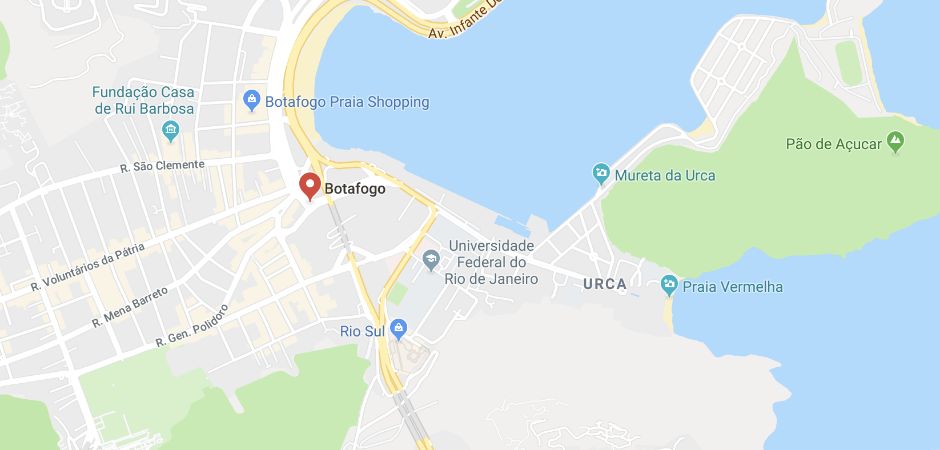 Av. Infante D
Fundação Casa
de Rui Barbosa
Botafogo Praia Shopping
Pão de Açucar
R. São Clemente
Mureta da Urca
Botafogo
R. Voluntários da Pátria
Universidade
Federal do
Rio de Janeiro
URCA
Praia Vermelha
R. Mena Barreto
R. Gen. Polidoro
Rio Sul